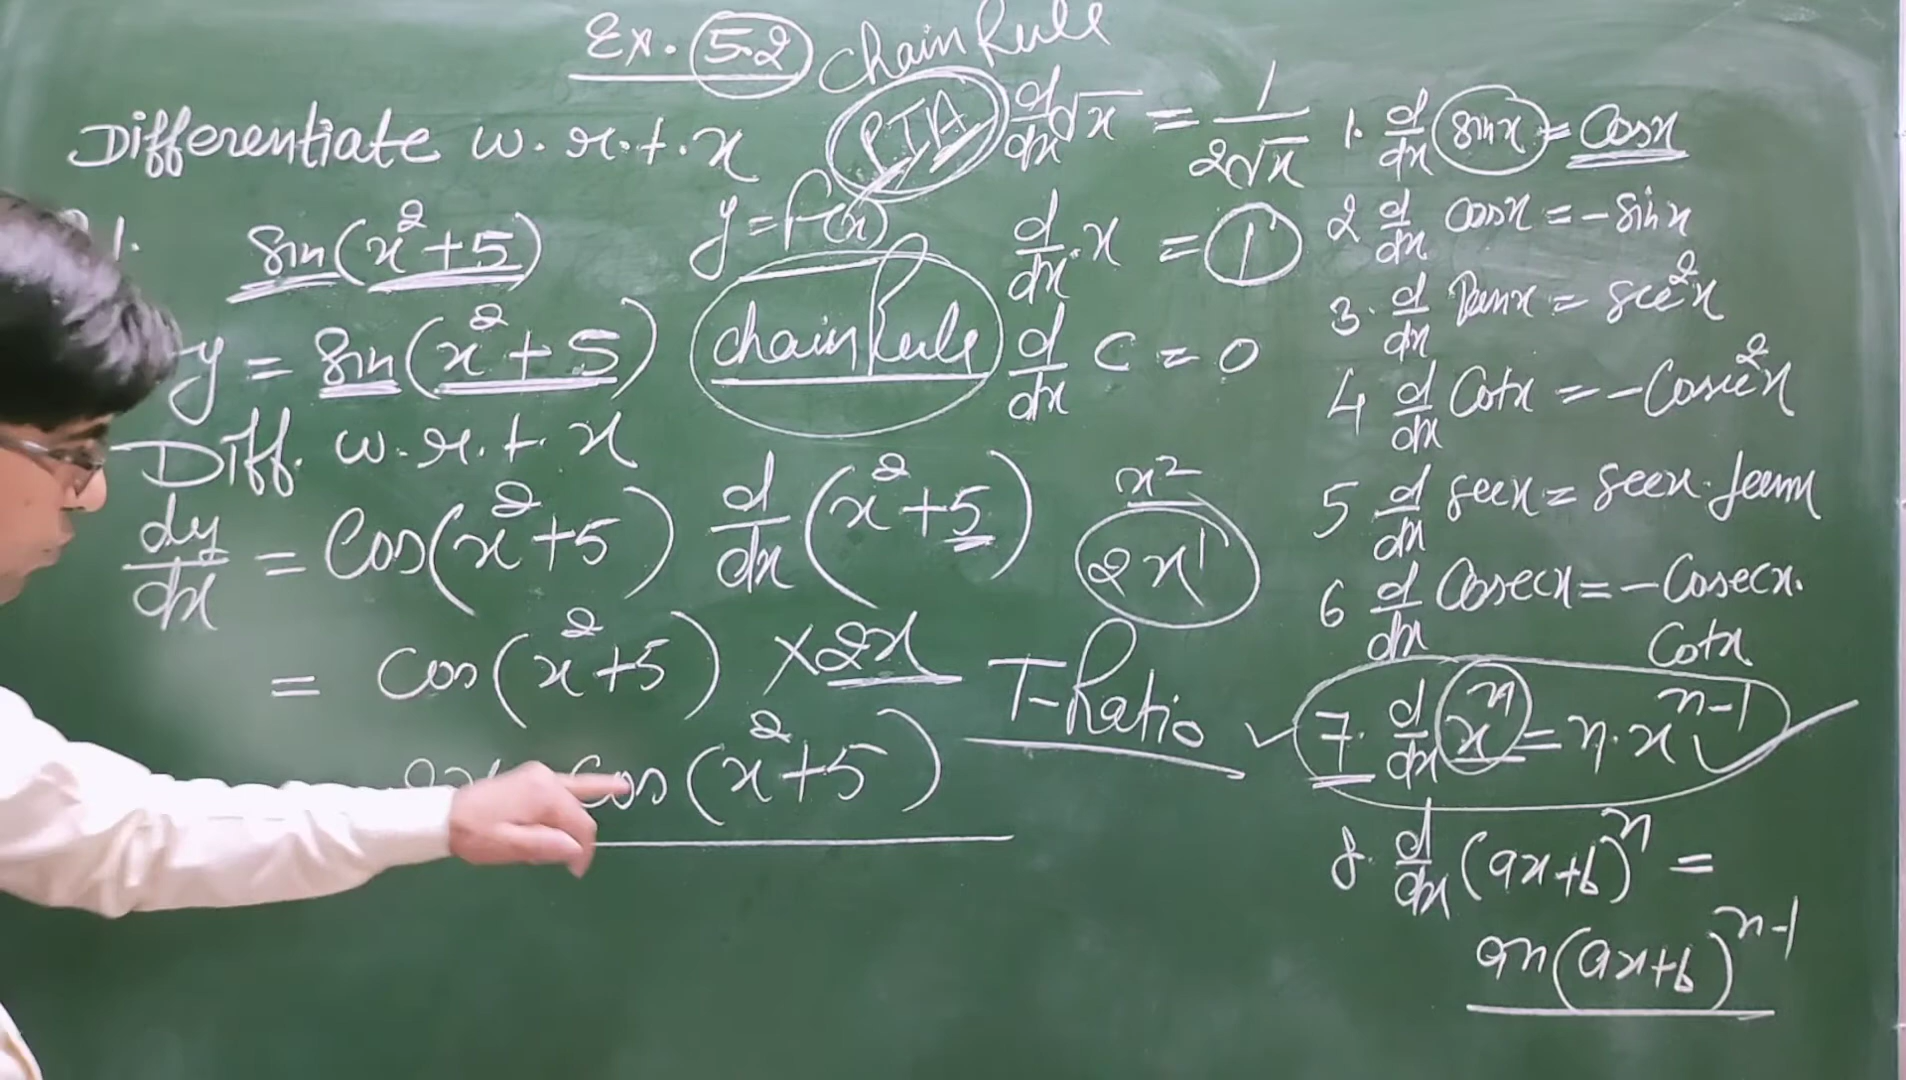 Ex. 5.2 Chain Rule
Differentiate w.r.t.x
1. sin(x²+5)
y = sin(x²+5)
Diff. w.r.t. x
dy/dx = Cos(x²+5) d/dx (x²+5)
= Cos(x²+5) ×2x
2x Cos(x²+5)
PTA
y = f(x)
Chain Rule
d/dx √x = 1/2√x
d/dx . x = 1
d/dx C = 0
x²
2x¹
T-Ratio
1. d/dx sinx = Cosx
2 d/dx Cosx = -Sinx
3. d/dx Tanx = sec²x
4 d/dx Cotx = -Cosec²x
5 d/dx secx = secx.tanx
6 d/dx Cosecx = -Cosecx.
Cotx
7. d/dx xⁿ = n.xⁿ⁻¹
8. d/dx (ax+b)ⁿ =
an(ax+b)ⁿ⁻¹